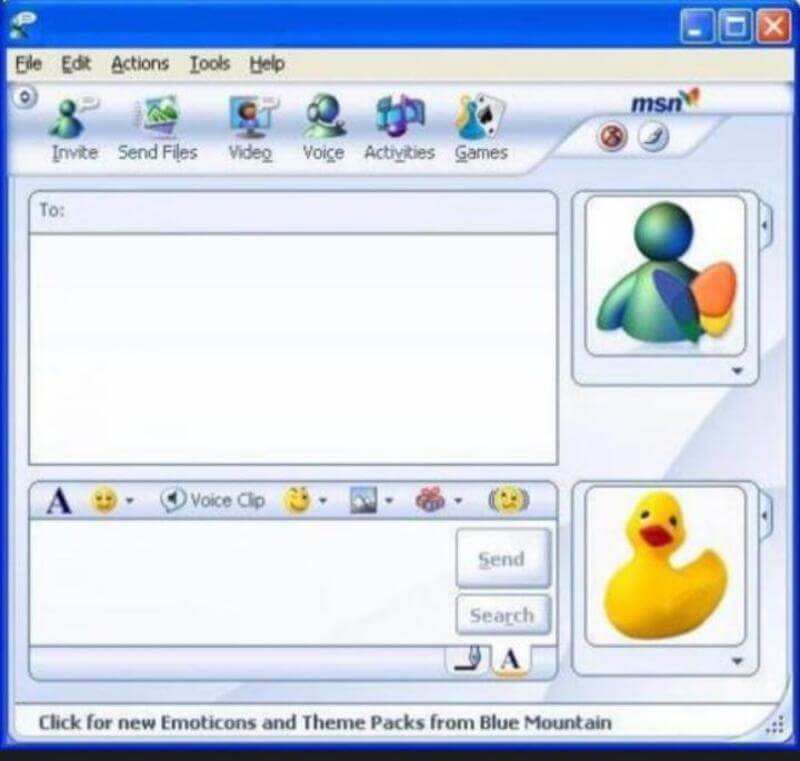 File Edit Actions Tools Help
Invite Send Files Video Voice Activities Games
msn
To:
A Voice Clip
Send
Search
A
Click for new Emoticons and Theme Packs from Blue Mountain